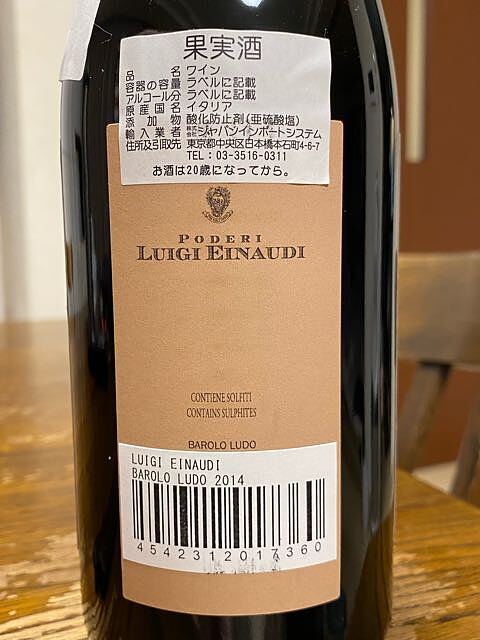 果実酒
品 名 ワイン
容器の容量 ラベルに記載
アルコール分 ラベルに記載
原産国名 イタリア
添加物 酸化防止剤(亜硫酸塩)
輸入業者 株式会社ジャパンインポートシステム
住所及引取先 東京都中央区日本橋本石町4-6-7
TEL:03-3516-0311
お酒は20歳になってから。
PODERI
LUIGI EINAUDI
CONTIENE SOLFITI
CONTAINS SULPHITES
BAROLO LUDO
LUIGI EINAUDI
BAROLO LUDO 2014
4542312017360